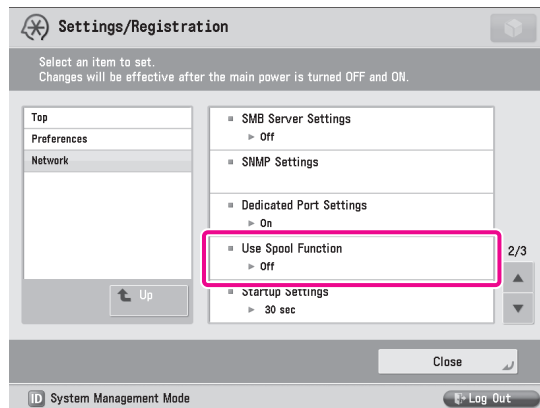 Settings/Registration
Select an item to set.
Changes will be effective after the main power is turned OFF and ON.
Top
Preferences
Network
Up
SMB Server Settings
Off
SNMP Settings
Dedicated Port Settings
On
Use Spool Function
Off
Startup Settings
30 sec
2/3
Close
ID System Management Mode
Log Out